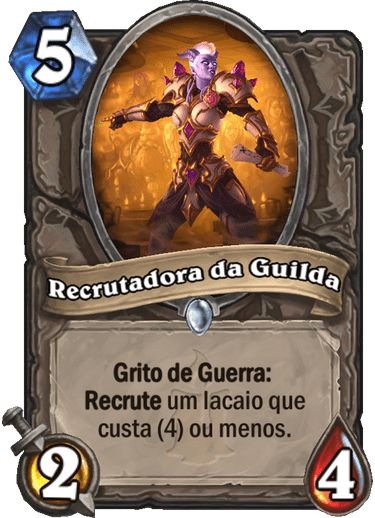 5
Recrutadora da Guilda
Grito de Guerra:
Recrute um lacaio que
custa (4) ou menos.
2
4